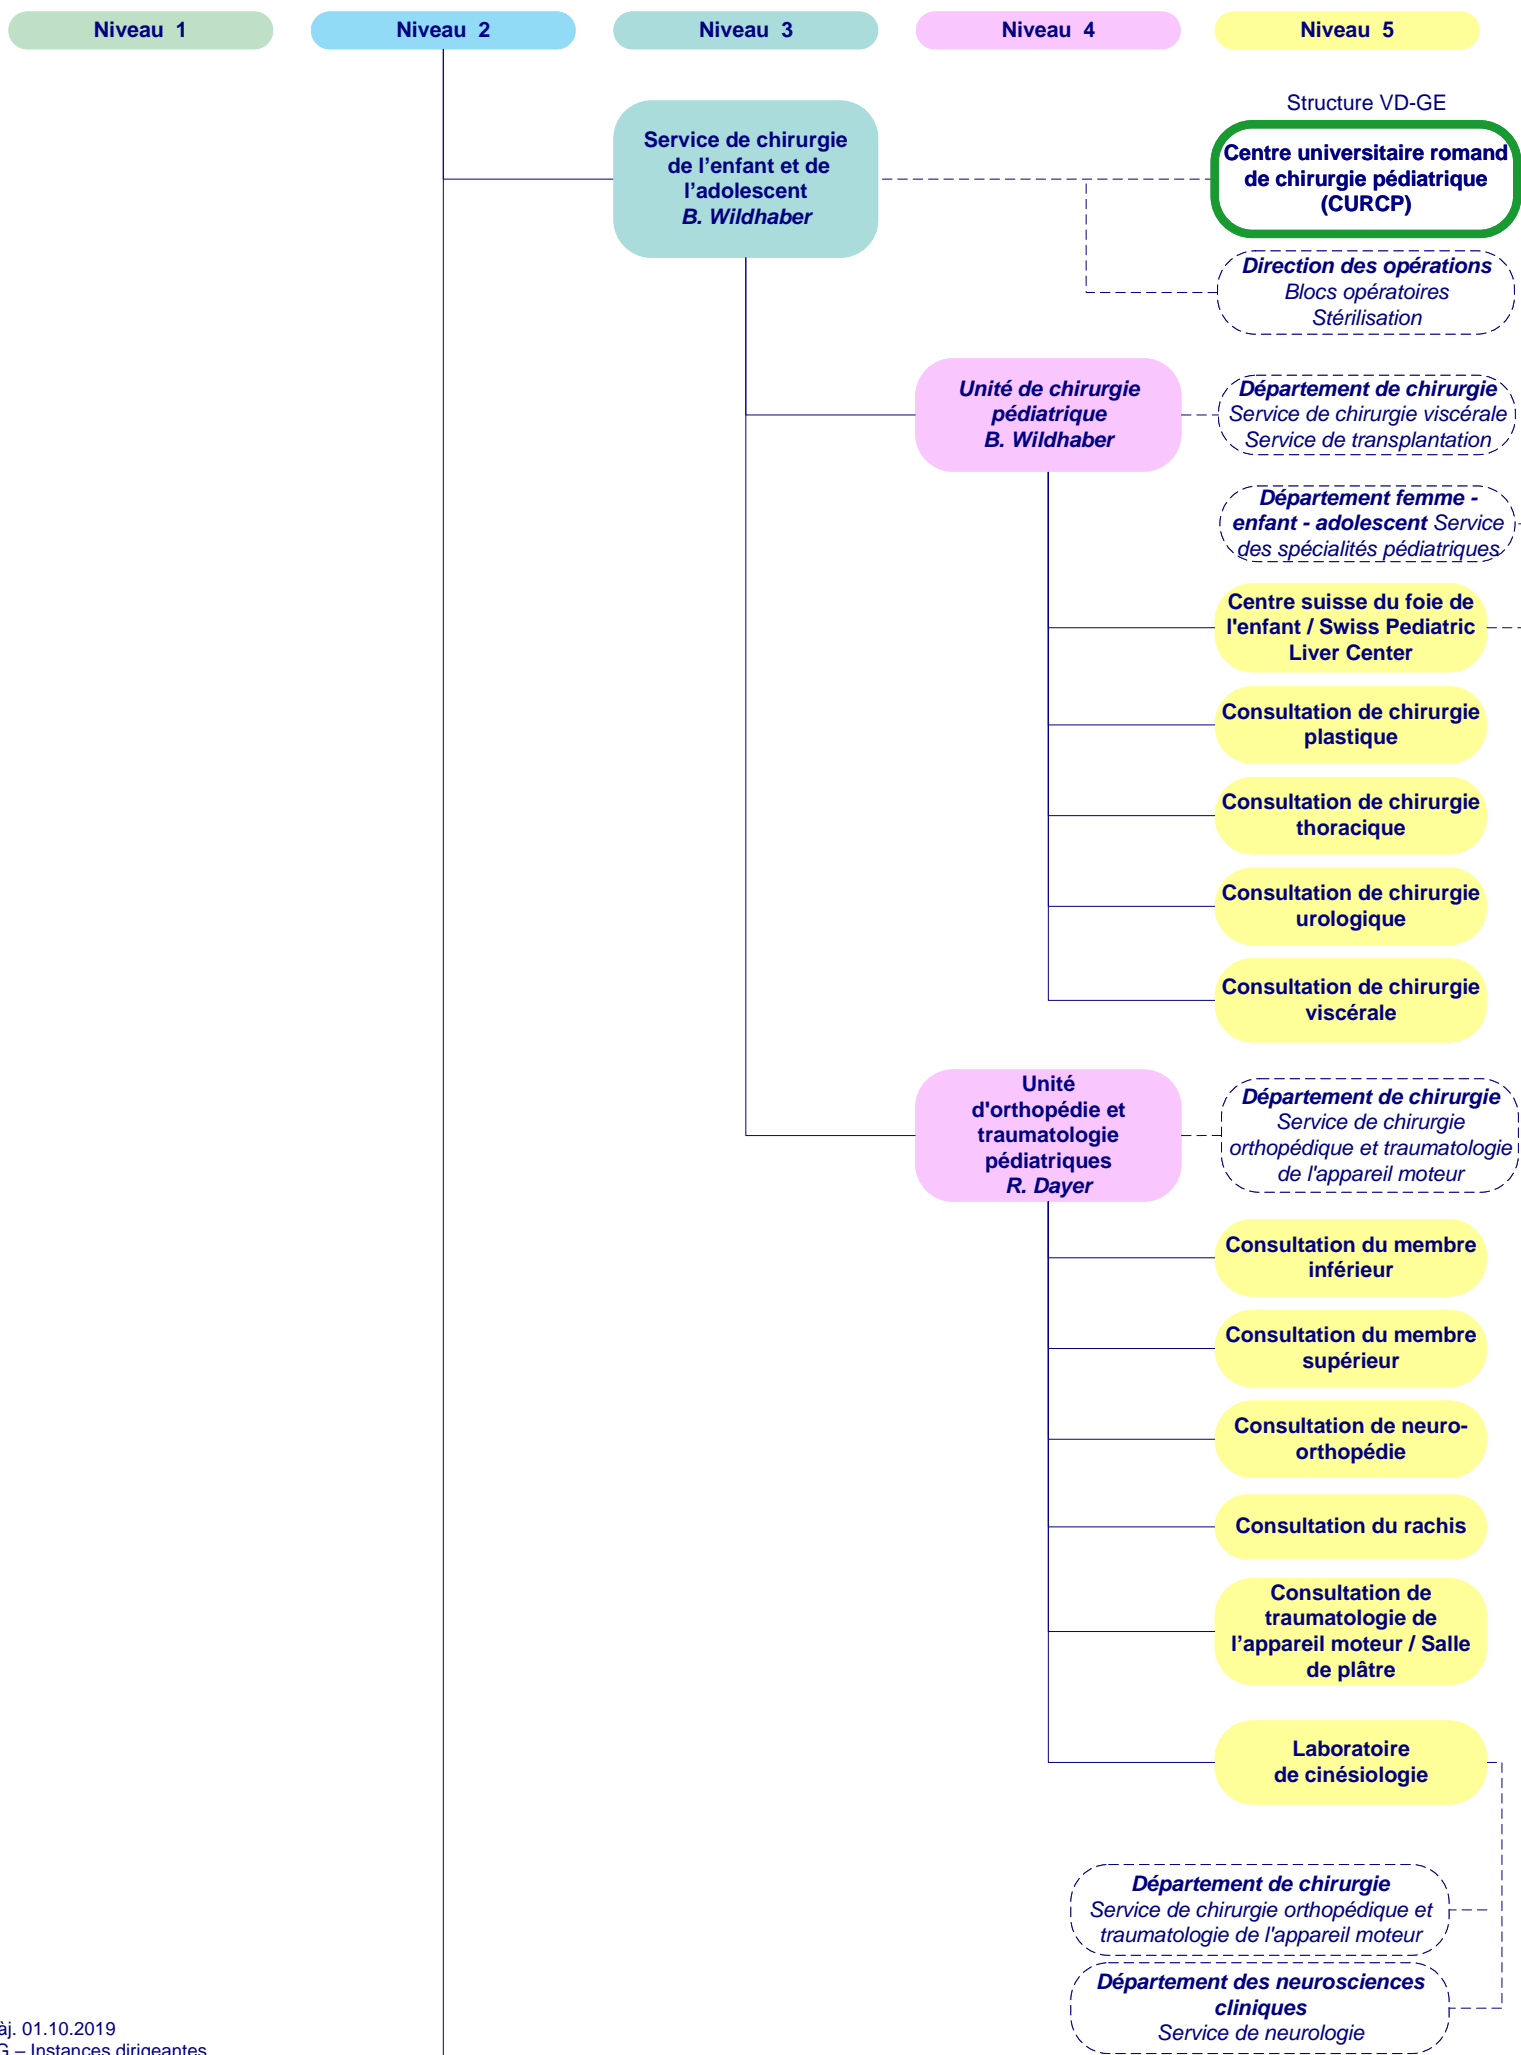 Niveau 1
Niveau 2
Niveau 3
Niveau 4
Niveau 5
Structure VD-GE
Service de chirurgie
de l’enfant et de
l’adolescent
B. Wildhaber
Centre universitaire romand
de chirurgie pédiatrique
(CURCP)
Direction des opérations
Blocs opératoires
Stérilisation
Unité de chirurgie
pédiatrique
B. Wildhaber
Département de chirurgie
Service de chirurgie viscérale
Service de transplantation
Département femme -
enfant - adolescent Service
des spécialités pédiatriques
Centre suisse du foie de
l'enfant / Swiss Pediatric
Liver Center
Consultation de chirurgie
plastique
Consultation de chirurgie
thoracique
Consultation de chirurgie
urologique
Consultation de chirurgie
viscérale
Unité
d'orthopédie et
traumatologie
pédiatriques
R. Dayer
Département de chirurgie
Service de chirurgie
orthopédique et traumatologie
de l'appareil moteur
Consultation du membre
inférieur
Consultation du membre
supérieur
Consultation de neuro-
orthopédie
Consultation du rachis
Consultation de
traumatologie de
l’appareil moteur / Salle
de plâtre
Laboratoire
de cinésiologie
Département de chirurgie
Service de chirurgie orthopédique et
traumatologie de l'appareil moteur
Département des neurosciences
cliniques
Service de neurologie
àj. 01.10.2019
G – Instances dirigeantes